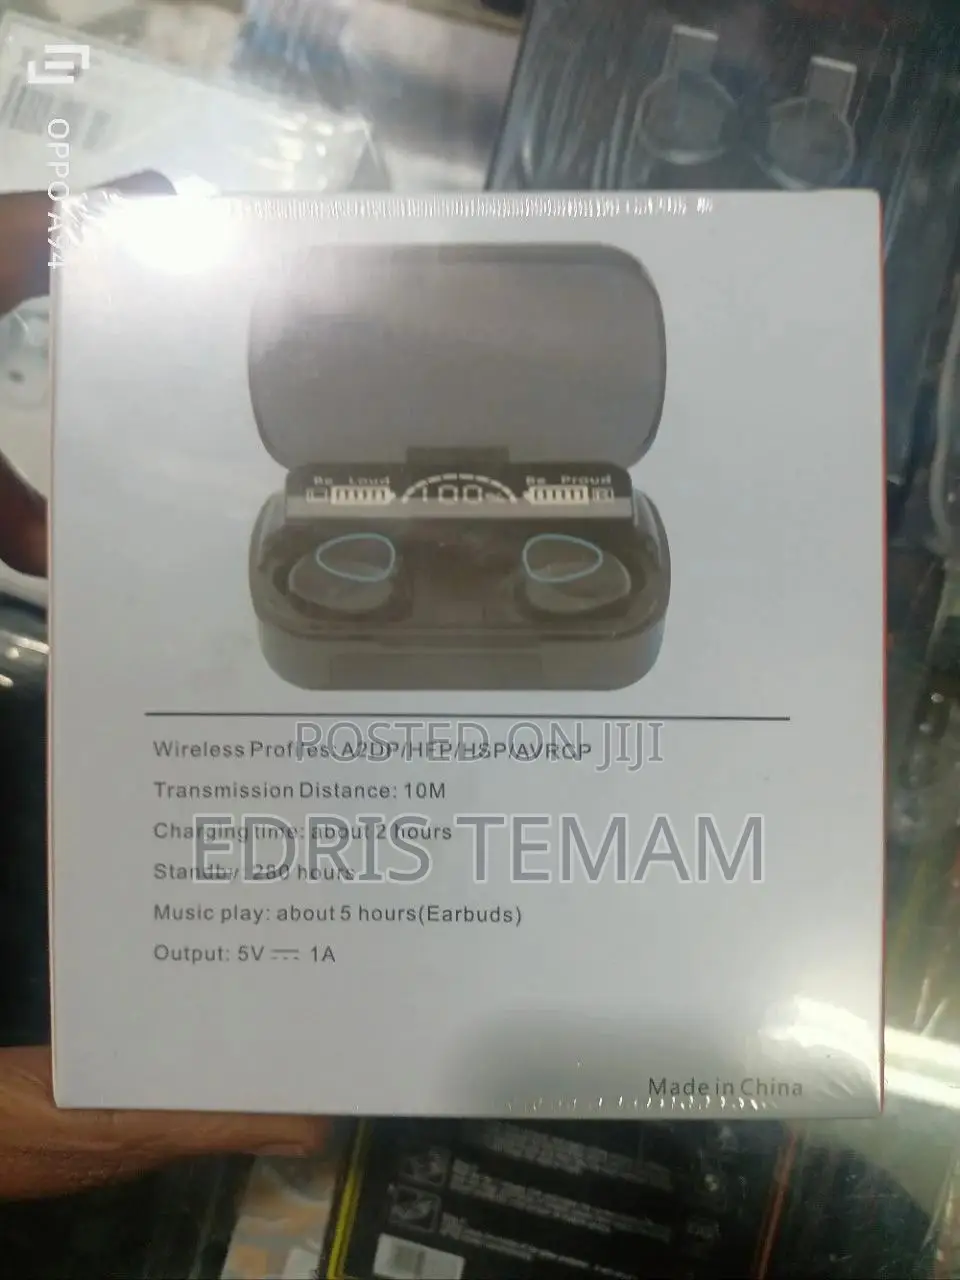 OPPO A94
Be Loud
100%
Be Proud
Wireless Profiles: A2DP/HFP/HSP/AVRCP
POSTED ON JIJI
Transmission Distance: 10M
Charging time: about 2 hours
EDRIS TEMAM
Standby: 280 hours
Music play: about 5 hours(Earbuds)
Output: 5V ⎓ 1A
Made in China